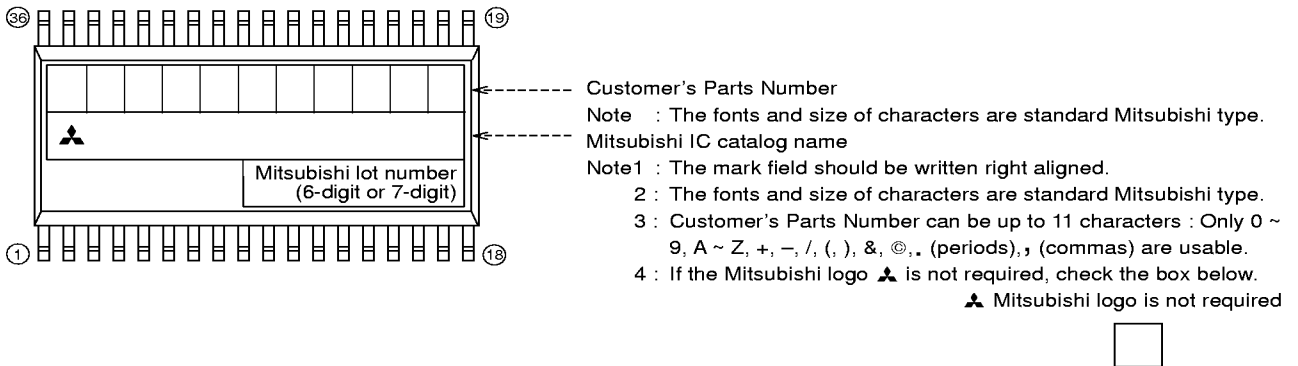 36
19
Customer's Parts Number
Note : The fonts and size of characters are standard Mitsubishi type.
Mitsubishi IC catalog name
Note1 : The mark field should be written right aligned.
2 : The fonts and size of characters are standard Mitsubishi type.
3 : Customer's Parts Number can be up to 11 characters : Only 0 ~
9, A ~ Z, +, –, /, (, ), &, ©, . (periods), , (commas) are usable.
4 : If the Mitsubishi logo is not required, check the box below.
Mitsubishi logo is not required
Mitsubishi lot number
(6-digit or 7-digit)
1
18